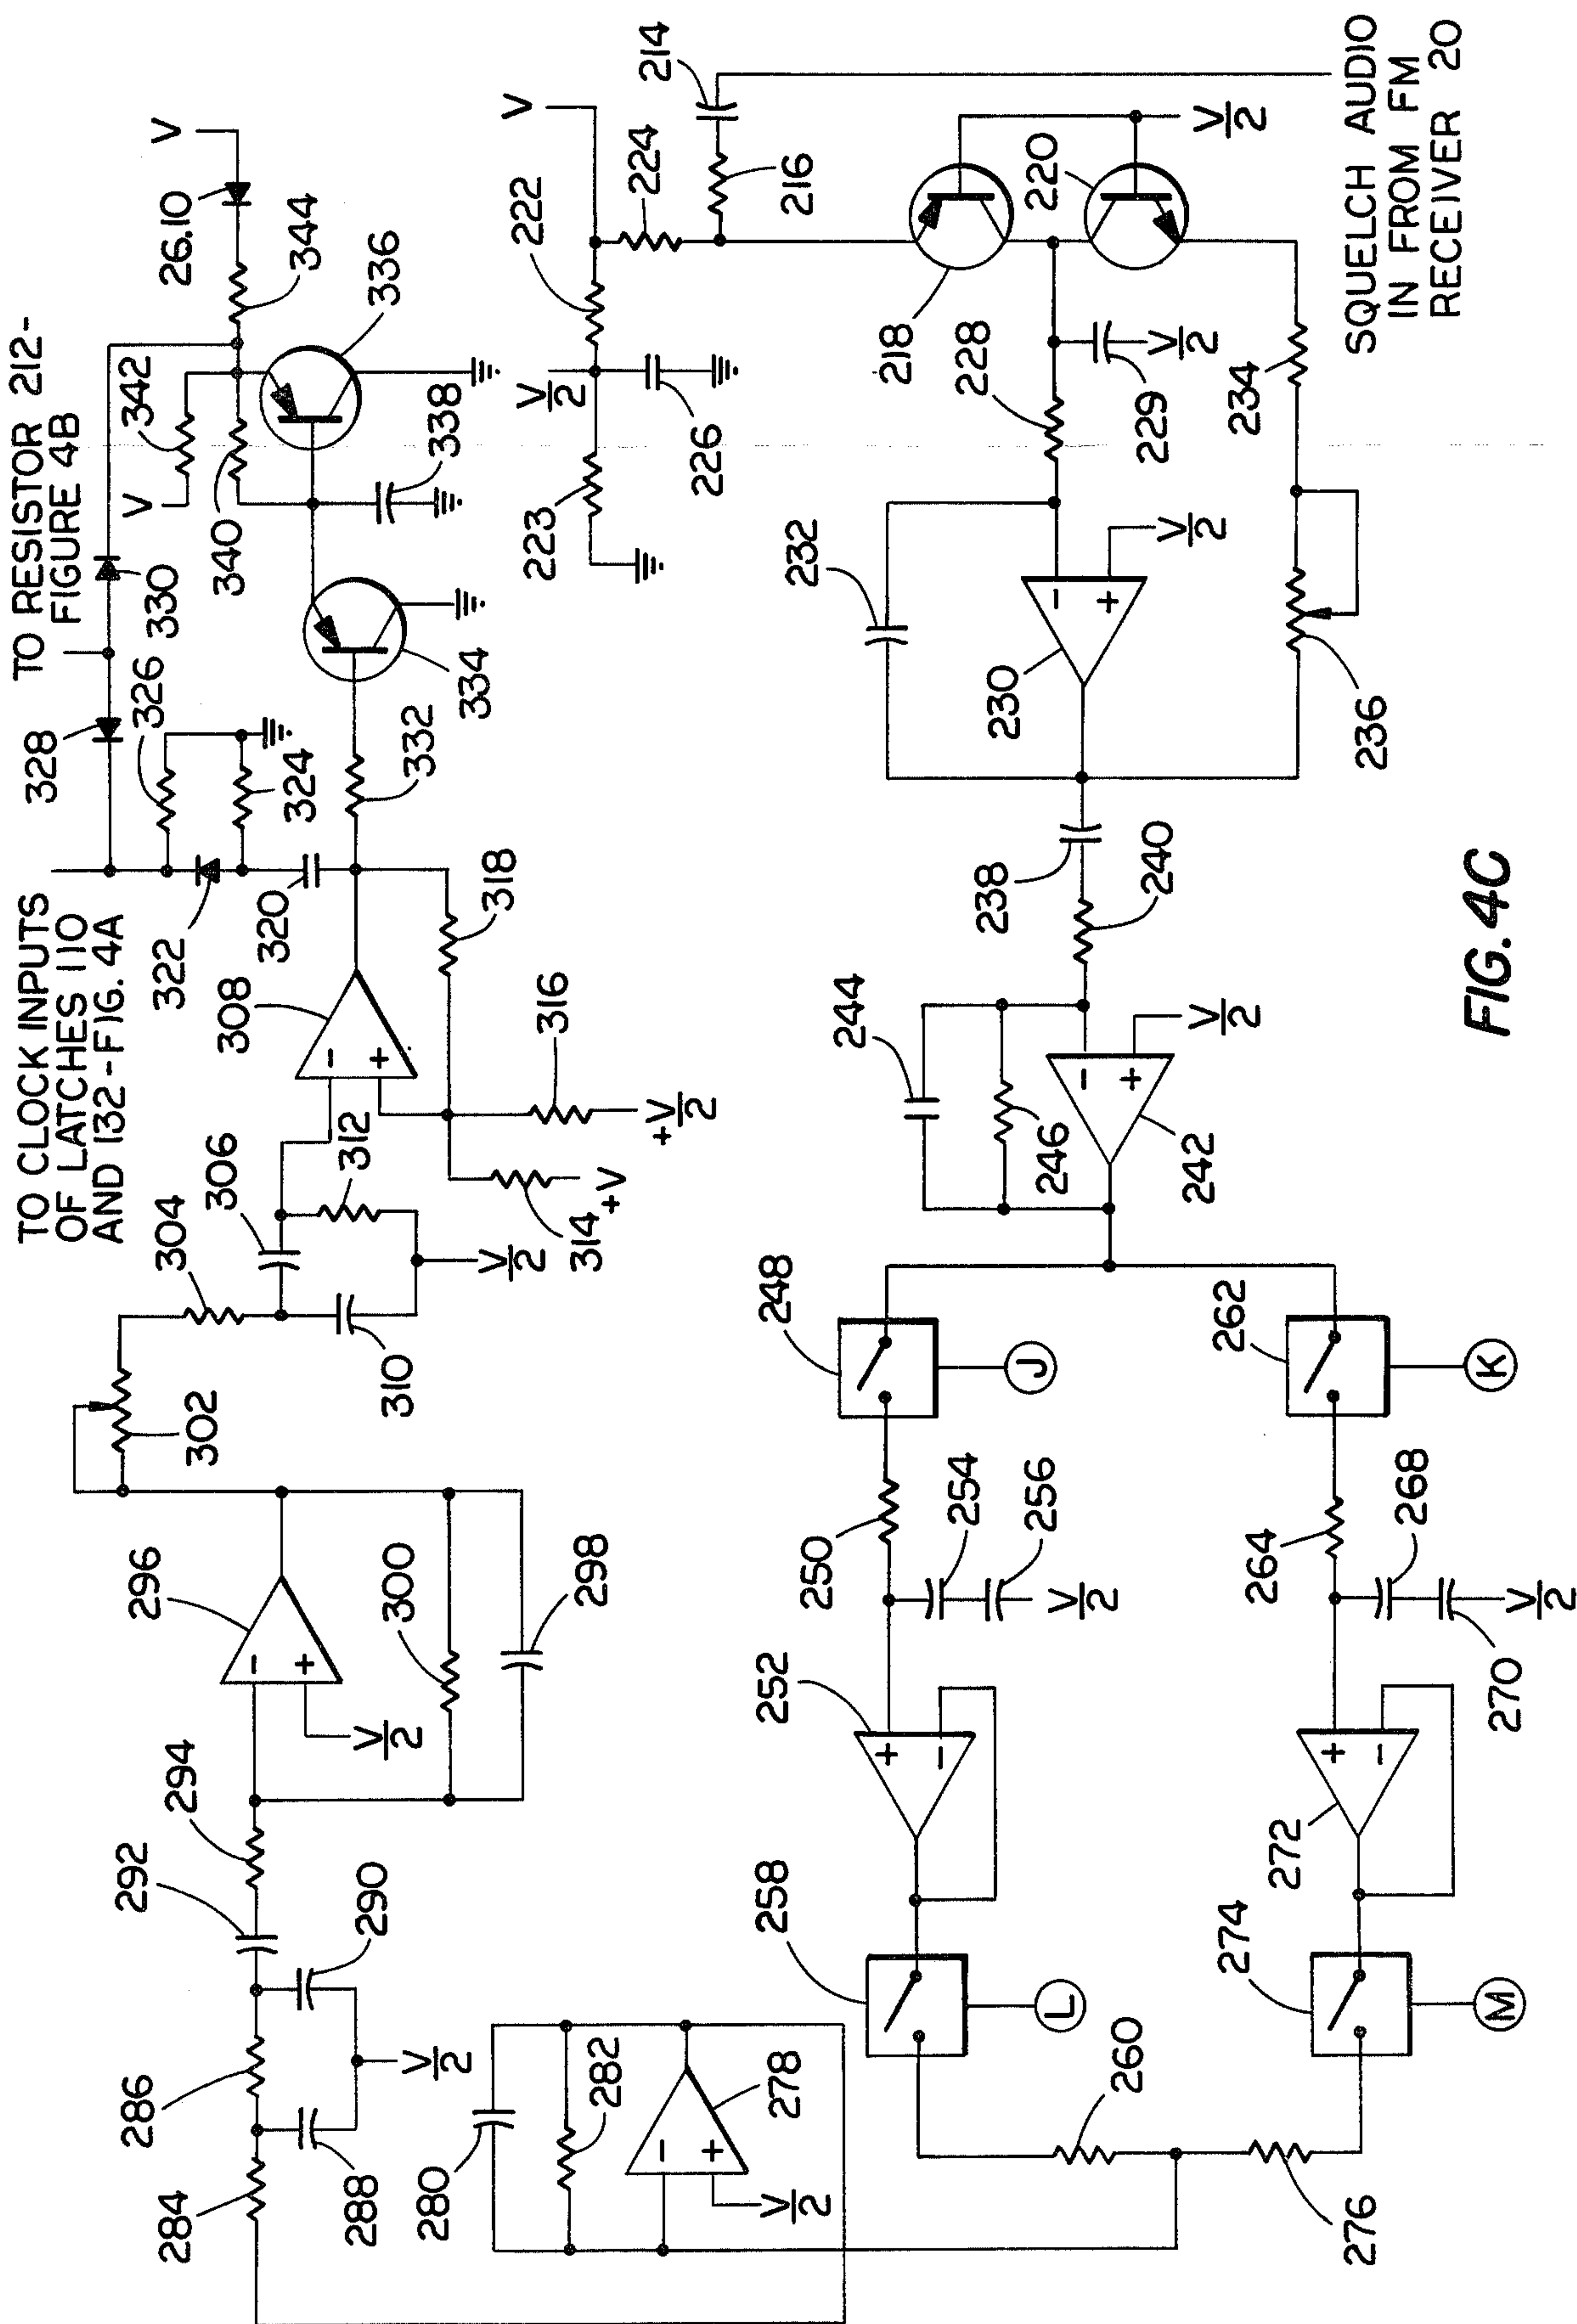 TO CLOCK INPUTS
OF LATCHES 110
AND 132-FIG. 4A
TO RESISTOR 212-
FIGURE 4B
328
326
324
322
320
330
342
V
340
338
26.10
V
344
336
334
332
318
308
-
+
316
+V/2
314
+V
312
306
304
V/2
310
302
296
-
+
V/2
300
298
294
292
290
V/2
286
288
284
280
282
278
-
+
V/2
222
V
224
214
216
V/2
223
226
218
220
V/2
228
229
V/2
234
232
230
-
+
V/2
236
SQUELCH AUDIO
IN FROM FM
RECEIVER 20
238
240
244
246
-
+
V/2
242
248
J
262
K
250
254
256
V/2
264
268
270
V/2
252
+
-
272
+
-
258
L
274
M
260
276
FIG. 4C